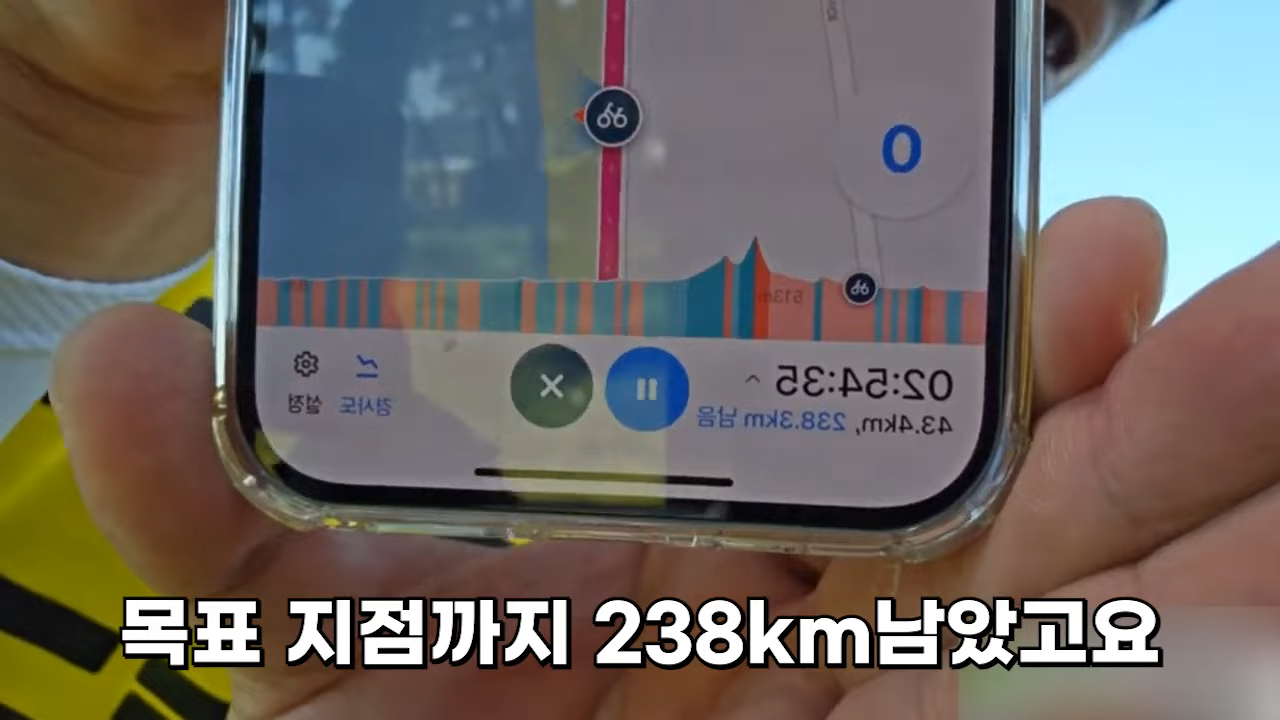 0
513m
02:54:35
43.4km, 238.3km 남음
경사도
설정
목표 지점까지 238km남았고요